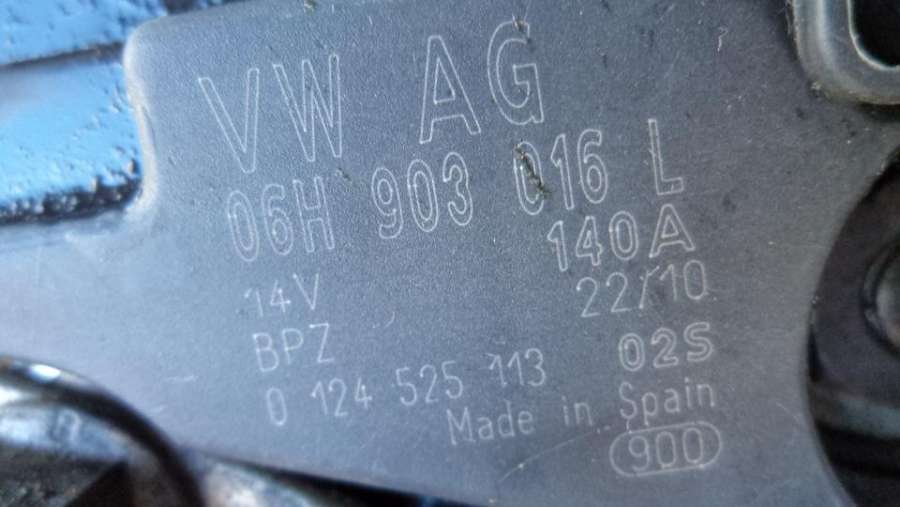 VW AG
06H 903 016 L
140A
14V
22/10
BPZ
02S
0 124 525 113
Made in Spain
900